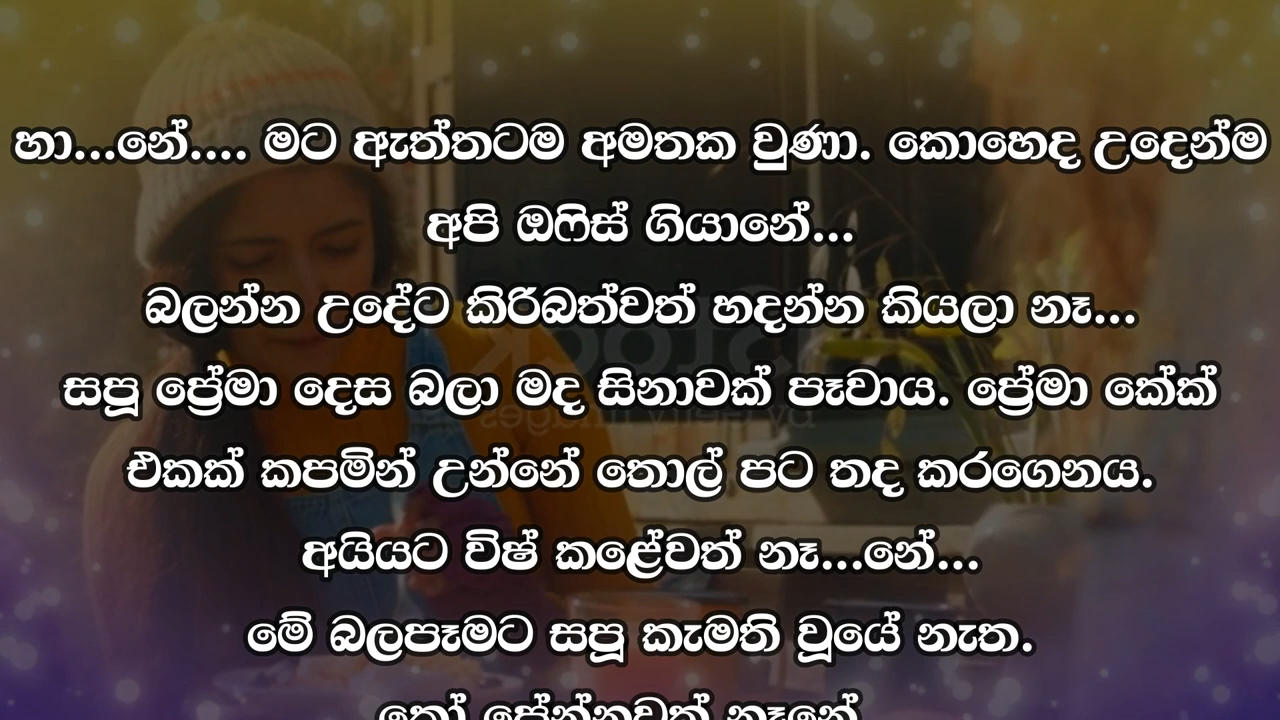 හා...නේ.... මට ඇත්තටම අමතක වුණා. කොහෙද උදෙන්ම
අපි ඔෆිස් ගියානේ...
බලන්න උදේට කිරිබත්වත් හදන්න කියලා නෑ...
සපූ ප්‍රේමා දෙස බලා මද සිනාවක් පෑවාය. ප්‍රේමා කේක්
එකක් කපමින් උන්නේ තොල් පට තද කරගෙනය.
අයියට විෂ් කළේවත් නෑ...නේ...
මේ බලපෑමට සපූ කැමති වූයේ නැත.